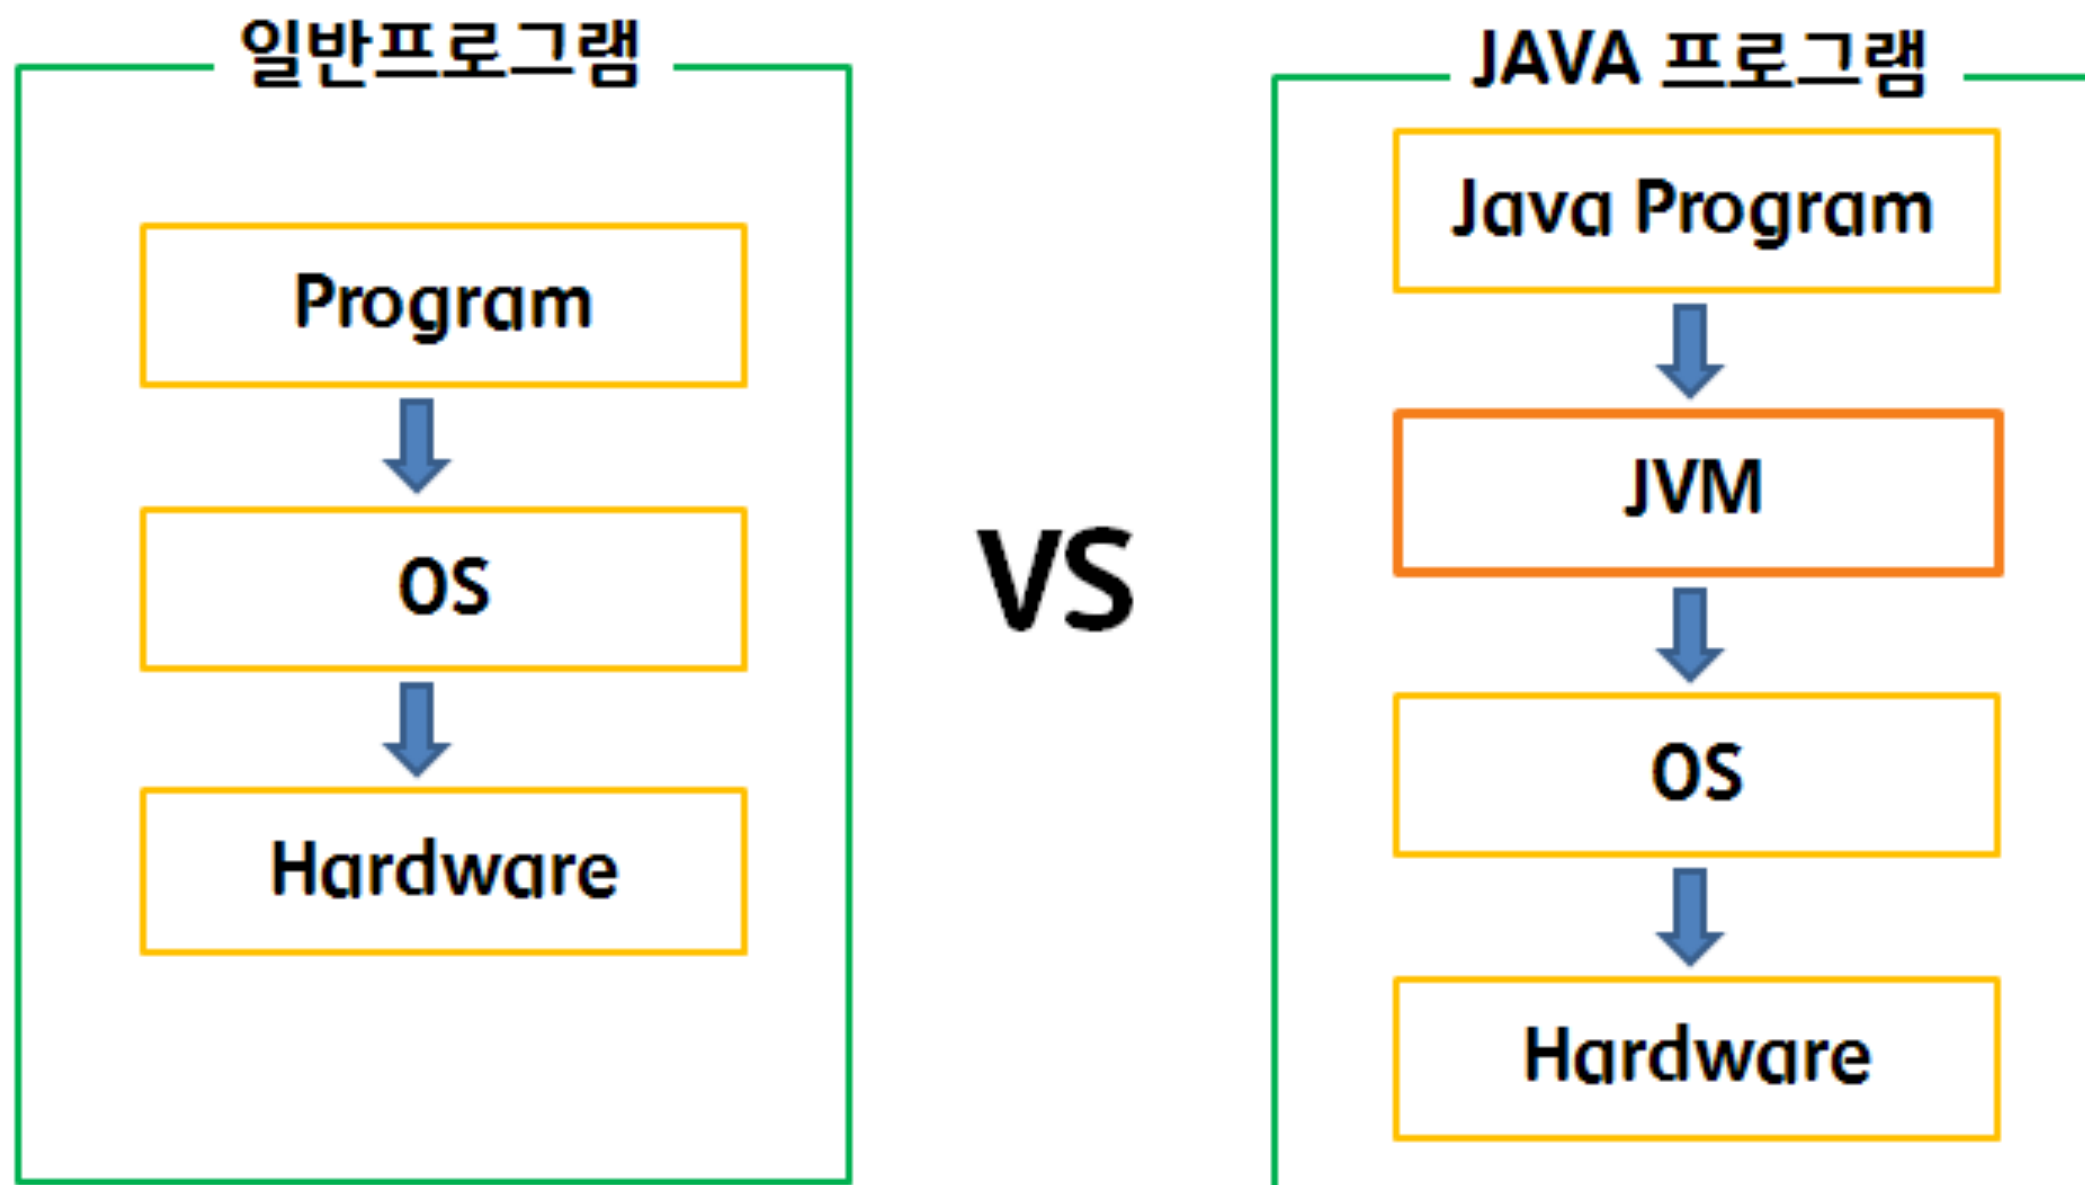 일반프로그램
Program
OS
Hardware
VS
JAVA 프로그램
Java Program
JVM
OS
Hardware